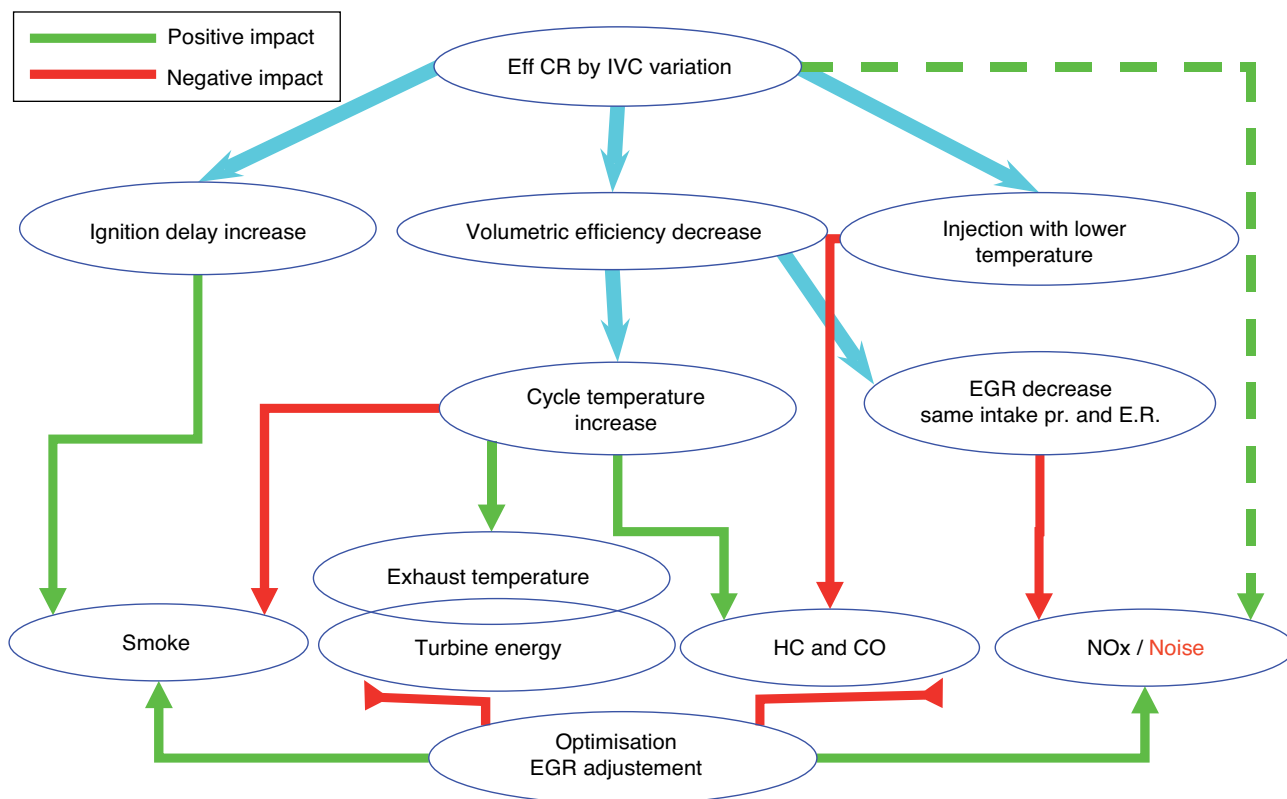 Positive impact
Negative impact
Eff CR by IVC variation
Ignition delay increase
Volumetric efficiency decrease
Injection with lower
temperature
Cycle temperature
increase
EGR decrease
same intake pr. and E.R.
Exhaust temperature
Smoke
Turbine energy
HC and CO
NOx / Noise
Optimisation
EGR adjustement